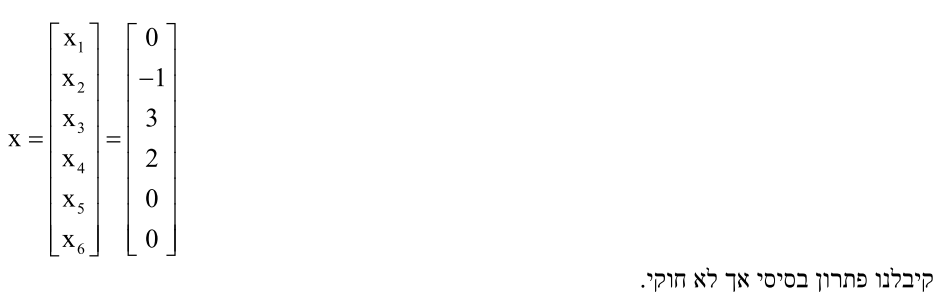 x = [x₁ x₂ x₃ x₄ x₅ x₆] = [0 −1 3 2 0 0]
קיבלנו פתרון בסיסי אך לא חוקי.